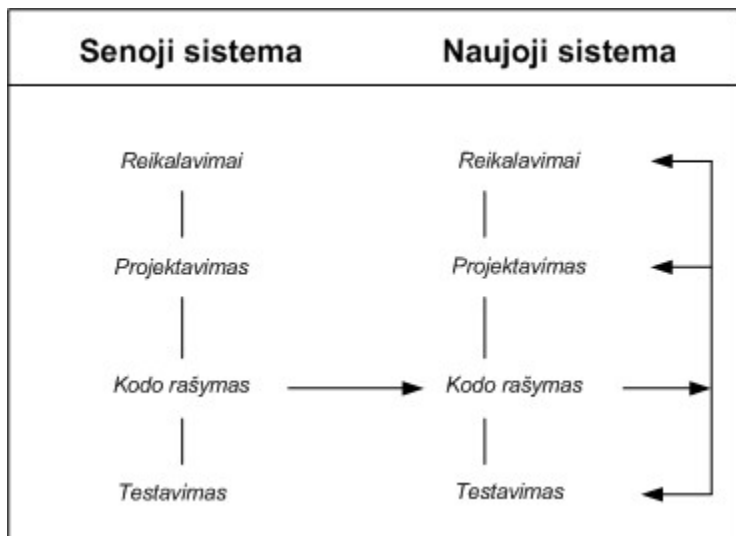 Senoji sistema Naujoji sistema
Reikalavimai Reikalavimai
Projektavimas Projektavimas
Kodo rašymas Kodo rašymas
Testavimas Testavimas